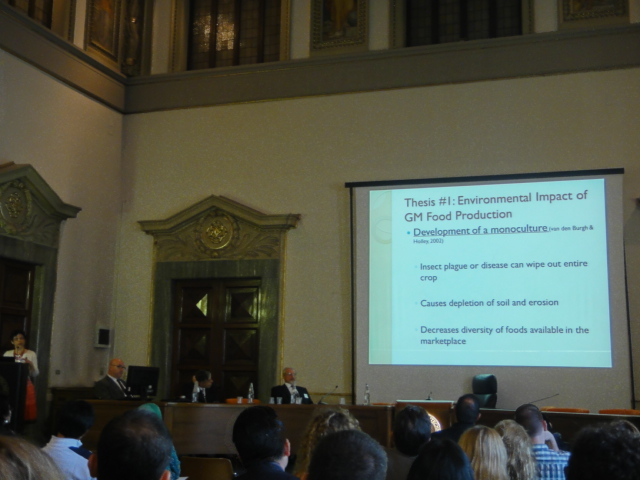 Thesis #1: Environmental Impact of
GM Food Production
• Development of a monoculture (van den Bergh &
Holley, 2002)
Insect plague or disease can wipe out entire
crop
Causes depletion of soil and erosion
Decreases diversity of foods available in the
marketplace